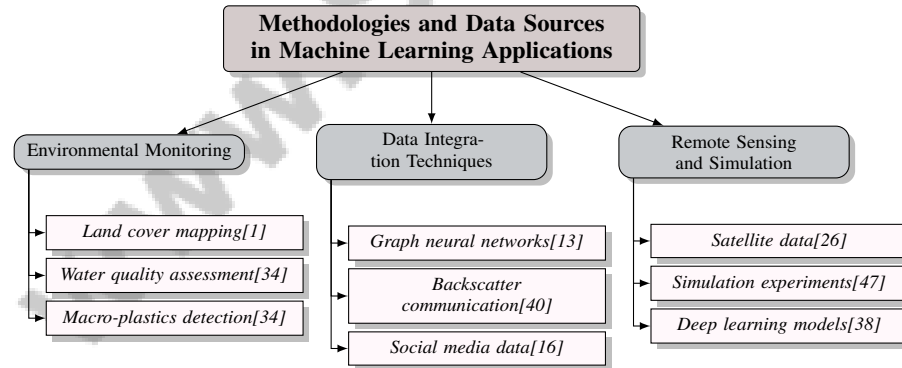 Methodologies and Data Sources
in Machine Learning Applications
Environmental Monitoring
Land cover mapping[1]
Water quality assessment[34]
Macro-plastics detection[34]
Data Integra-
tion Techniques
Graph neural networks[13]
Backscatter
communication[40]
Social media data[16]
Remote Sensing
and Simulation
Satellite data[26]
Simulation experiments[47]
Deep learning models[38]
www.